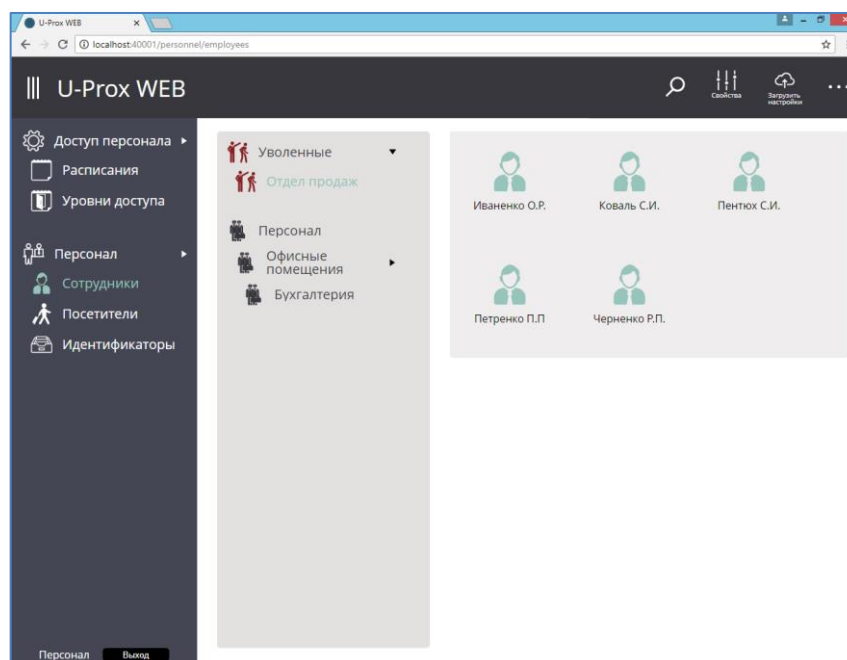 U-Prox WEB
localhost:40001/personnel/employees
U-Prox WEB
Свойства
Загрузить
настройки
Доступ персонала
Расписания
Уровни доступа
Персонал
Сотрудники
Посетители
Идентификаторы
Персонал
Выход
Уволенные
Отдел продаж
Персонал
Офисные
помещения
Бухгалтерия
Иваненко О.Р.
Коваль С.И.
Пентюх С.И.
Петренко П.П
Черненко Р.П.